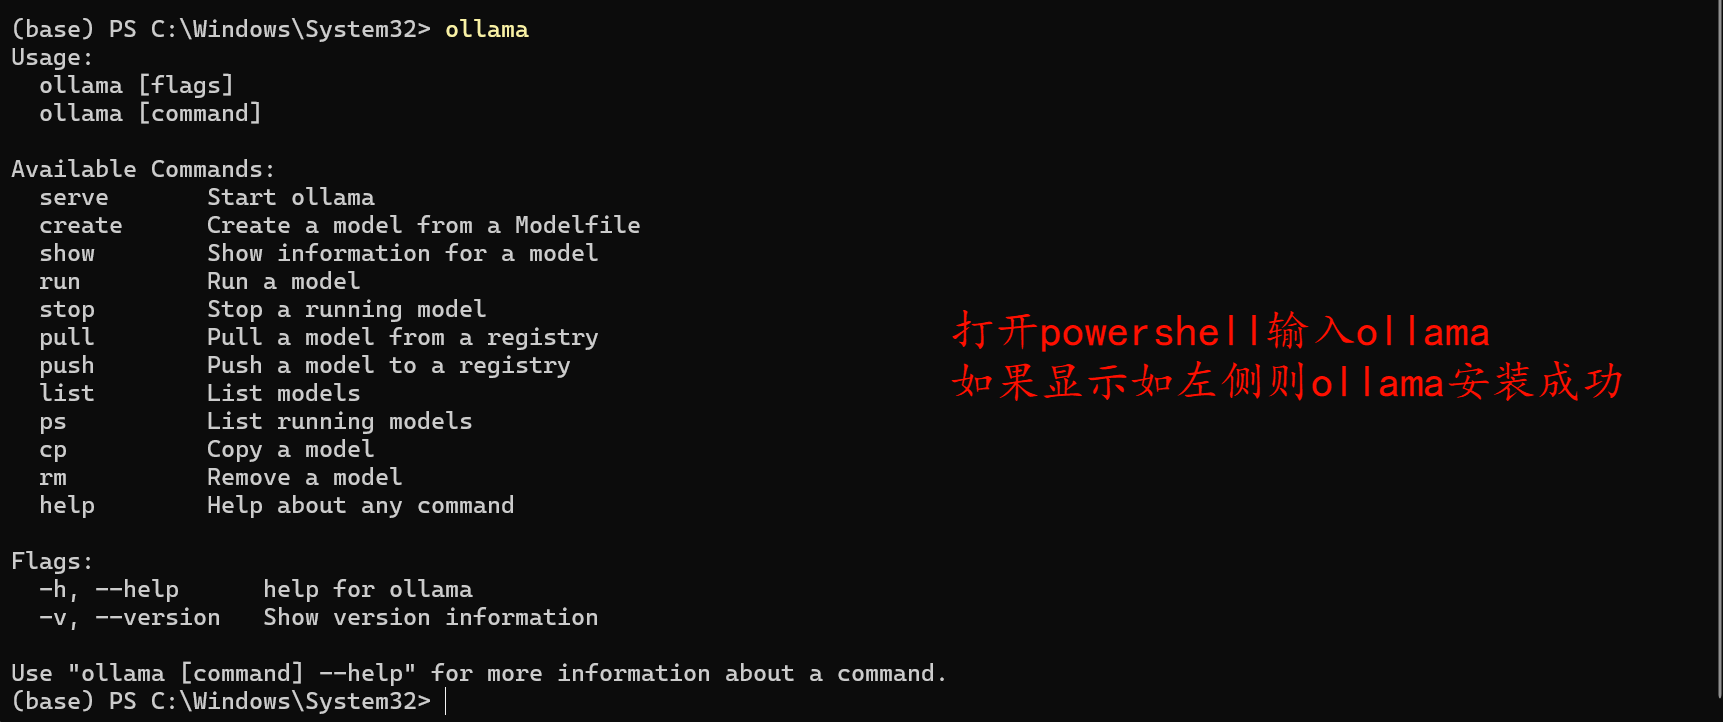 (base) PS C:\Windows\System32> ollama
Usage:
  ollama [flags]
  ollama [command]

Available Commands:
  serve       Start ollama
  create      Create a model from a Modelfile
  show        Show information for a model
  run         Run a model
  stop        Stop a running model
  pull        Pull a model from a registry
  push        Push a model to a registry
  list        List models
  ps          List running models
  cp          Copy a model
  rm          Remove a model
  help        Help about any command

Flags:
  -h, --help      help for ollama
  -v, --version   Show version information

Use "ollama [command] --help" for more information about a command.
(base) PS C:\Windows\System32>
打开powershell输入ollama
如果显示如左侧则ollama安装成功